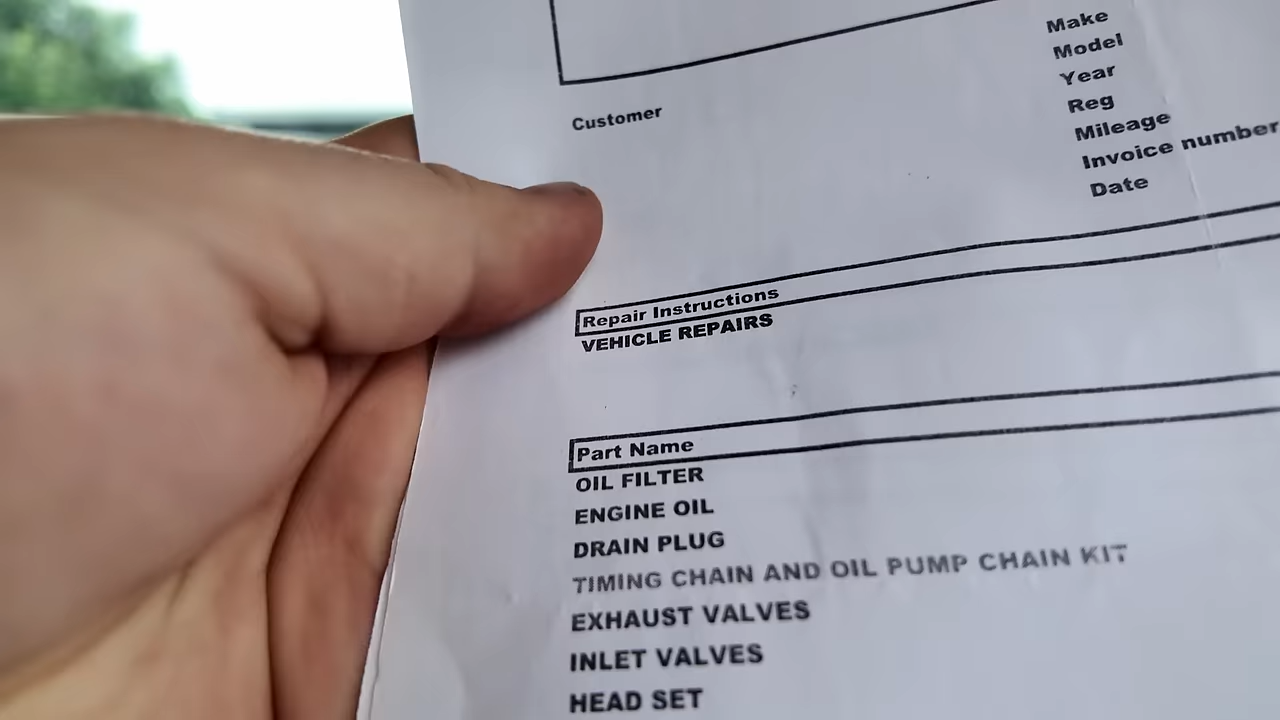 Make
Model
Year
Reg
Mileage
Invoice number
Date
Customer
Repair Instructions
VEHICLE REPAIRS
Part Name
OIL FILTER
ENGINE OIL
DRAIN PLUG
TIMING CHAIN AND OIL PUMP CHAIN KIT
EXHAUST VALVES
INLET VALVES
HEAD SET